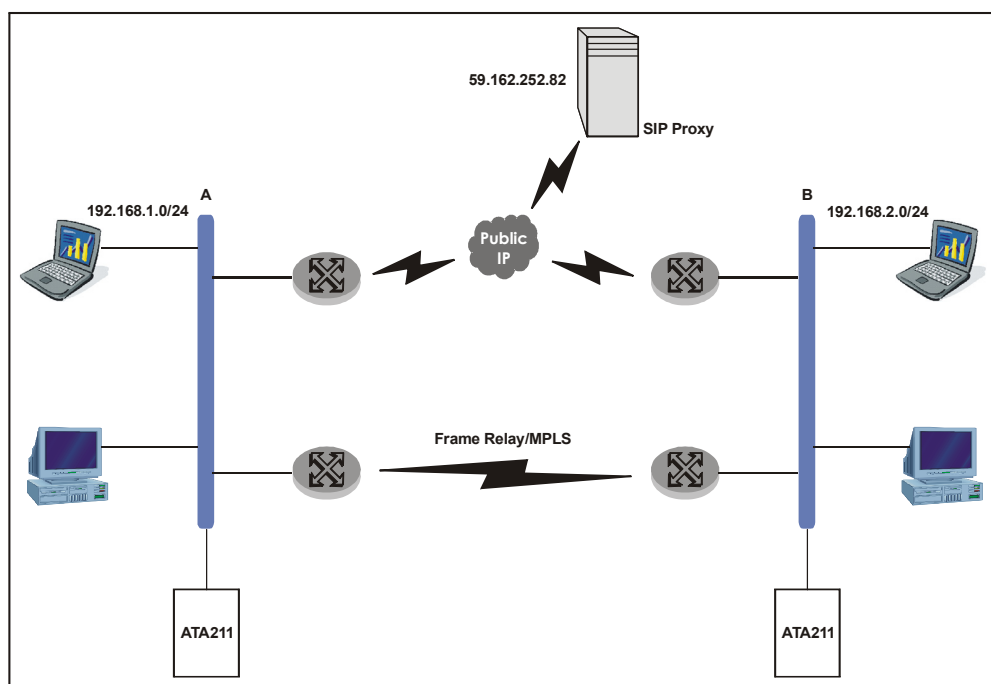 59.162.252.82
SIP Proxy
A
B
192.168.1.0/24
192.168.2.0/24
Public
IP
Frame Relay/MPLS
ATA211
ATA211